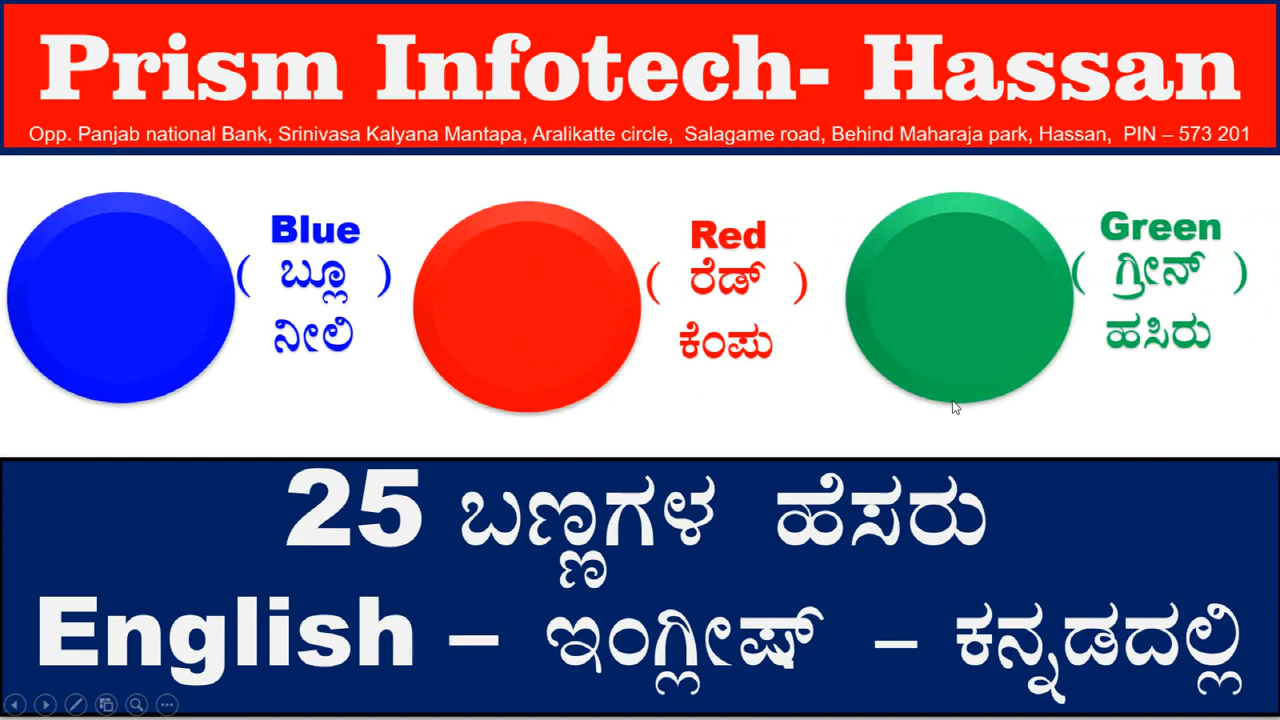 Prism Infotech- Hassan
Opp. Panjab national Bank, Srinivasa Kalyana Mantapa, Aralikatte circle, Salagame road, Behind Maharaja park, Hassan, PIN – 573 201
Blue
( ಬ್ಲೂ )
ನೀಲಿ
Red
( ರೆಡ್ )
ಕೆಂಪು
Green
( ಗ್ರೀನ್ )
ಹಸಿರು
25 ಬಣ್ಣಗಳ ಹೆಸರು
English – ಇಂಗ್ಲೀಷ್ – ಕನ್ನಡದಲ್ಲಿ